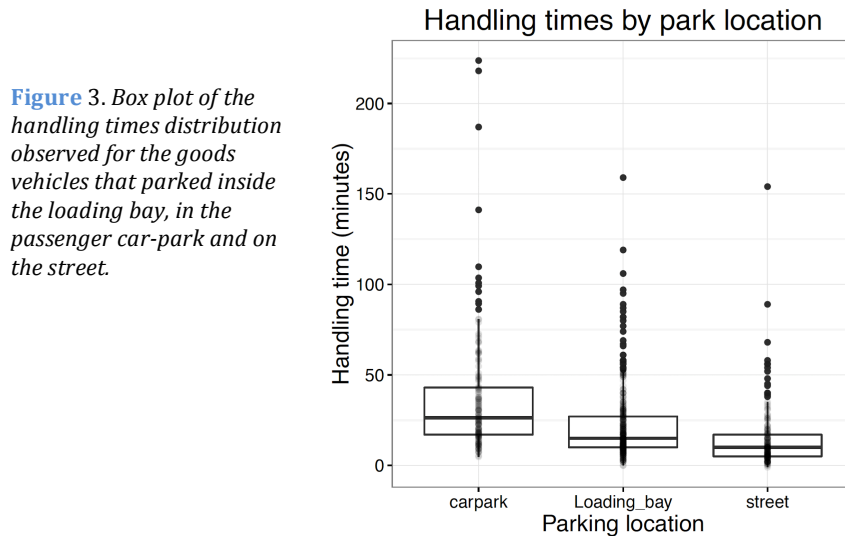 Figure 3. Box plot of the
handling times distribution
observed for the goods
vehicles that parked inside
the loading bay, in the
passenger car-park and on
the street.
Handling times by park location
Handling time (minutes)
200
150
100
50
0
carpark Loading_bay street
Parking location